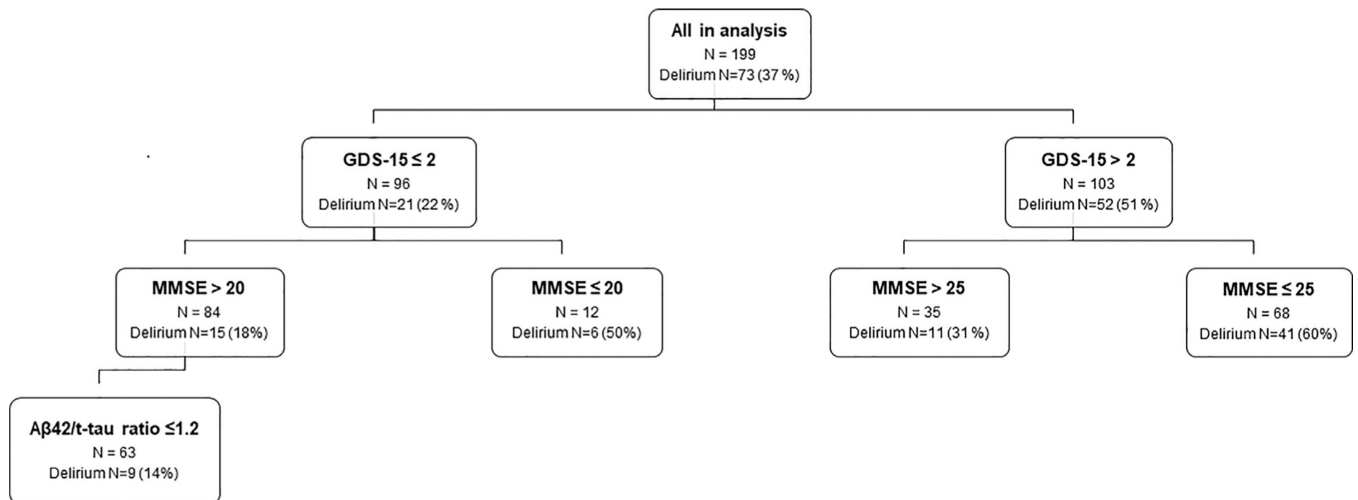 All in analysis
N = 199
Delirium N=73 (37 %)
GDS-15 ≤ 2
N = 96
Delirium N=21 (22 %)
GDS-15 > 2
N = 103
Delirium N=52 (51 %)
MMSE > 20
N = 84
Delirium N=15 (18%)
MMSE ≤ 20
N = 12
Delirium N=6 (50%)
MMSE > 25
N = 35
Delirium N=11 (31 %)
MMSE ≤ 25
N = 68
Delirium N=41 (60%)
Aβ42/t-tau ratio ≤1.2
N = 63
Delirium N=9 (14%)